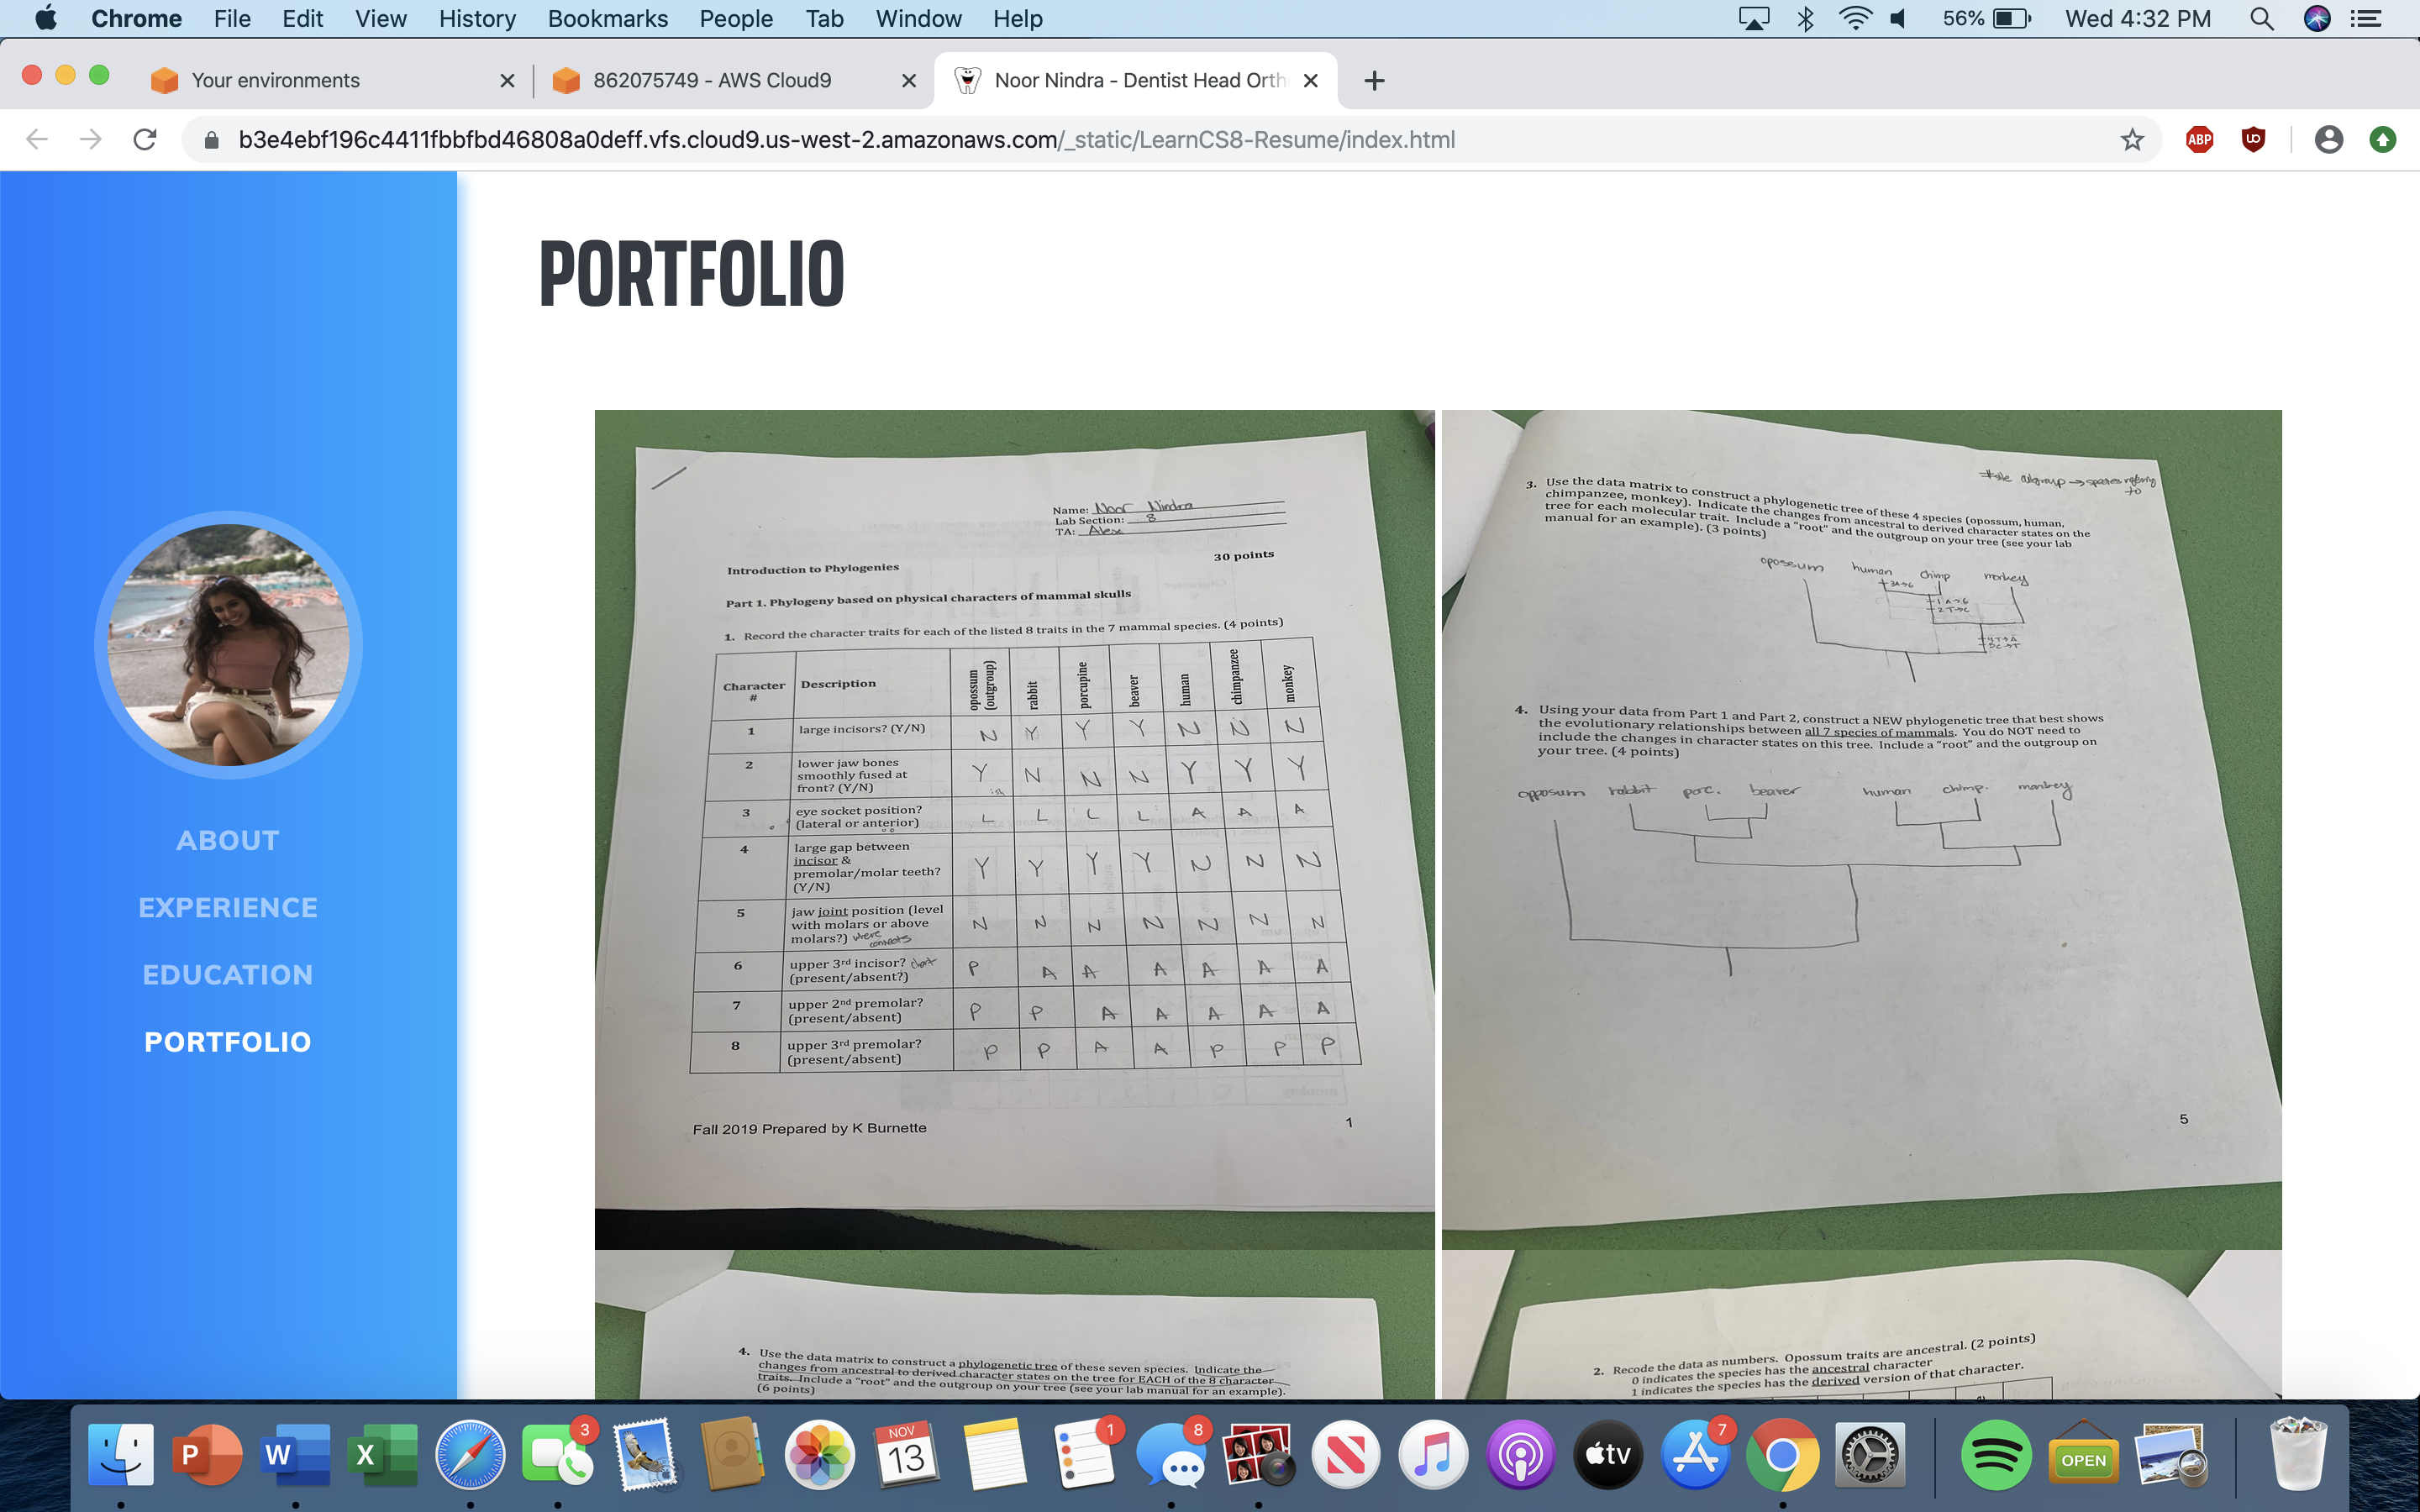 Chrome File Edit View History Bookmarks People Tab Window Help 56% Wed 4:32 PM
Your environments 862075749 - AWS Cloud9 Noor Nindra - Dentist Head Orth
b3e4ebf196c4411fbbfbd46808a0deff.vfs.cloud9.us-west-2.amazonaws.com/_static/LearnCS8-Resume/index.html ABP
PORTFOLIO
ABOUT
EXPERIENCE
EDUCATION
PORTFOLIO
Name: Noor Nindra
Lab Section: 8
TA: Alex
30 points
Introduction to Phylogenies
Part 1. Phylogeny based on physical characters of mammal skulls
1. Record the character traits for each of the listed 8 traits in the 7 mammal species. (4 points)
Character # Description opossum (outgroup) rabbit porcupine beaver human chimpanzee monkey
1 large incisors? (Y/N) N Y Y Y N N N
2 lower jaw bones
smoothly fused at
front? (Y/N) Y ish N N N Y Y Y
3 eye socket position?
(lateral or anterior) L L L L A A A
4 large gap between
incisor &
premolar/molar teeth?
(Y/N) Y Y Y Y N N N
5 jaw joint position (level
with molars or above
molars?) where connects N N N N N N N
6 upper 3rd incisor? chart
(present/absent?) P A A A A A A
7 upper 2nd premolar?
(present/absent) P P A A A A A
8 upper 3rd premolar?
(present/absent) P P A A P P P
Fall 2019 Prepared by K Burnette 1
outgroup → species referring to
3. Use the data matrix to construct a phylogenetic tree of these 4 species (opossum, human,
chimpanzee, monkey). Indicate the changes from ancestral to derived character states on the
tree for each molecular trait. Include a "root" and the outgroup on your tree (see your lab
manual for an example). (3 points)
opossum human chimp monkey
3A→G
1 A→G
2 T→C
4T→A
5C→T
4. Using your data from Part 1 and Part 2, construct a NEW phylogenetic tree that best shows
the evolutionary relationships between all 7 species of mammals. You do NOT need to
include the changes in character states on this tree. Include a "root" and the outgroup on
your tree. (4 points)
opposum rabbit porc. beaver human chimp. monkey
5
4. Use the data matrix to construct a phylogenetic tree of these seven species. Indicate the
changes from ancestral to derived character states on the tree for EACH of the 8 character
traits. Include a "root" and the outgroup on your tree (see your lab manual for an example).
(6 points)
2. Recode the data as numbers. Opossum traits are ancestral. (2 points)
0 indicates the species has the ancestral character
1 indicates the species has the derived version of that character.
P W X 3 NOV 13 1 8 tv 7 OPEN